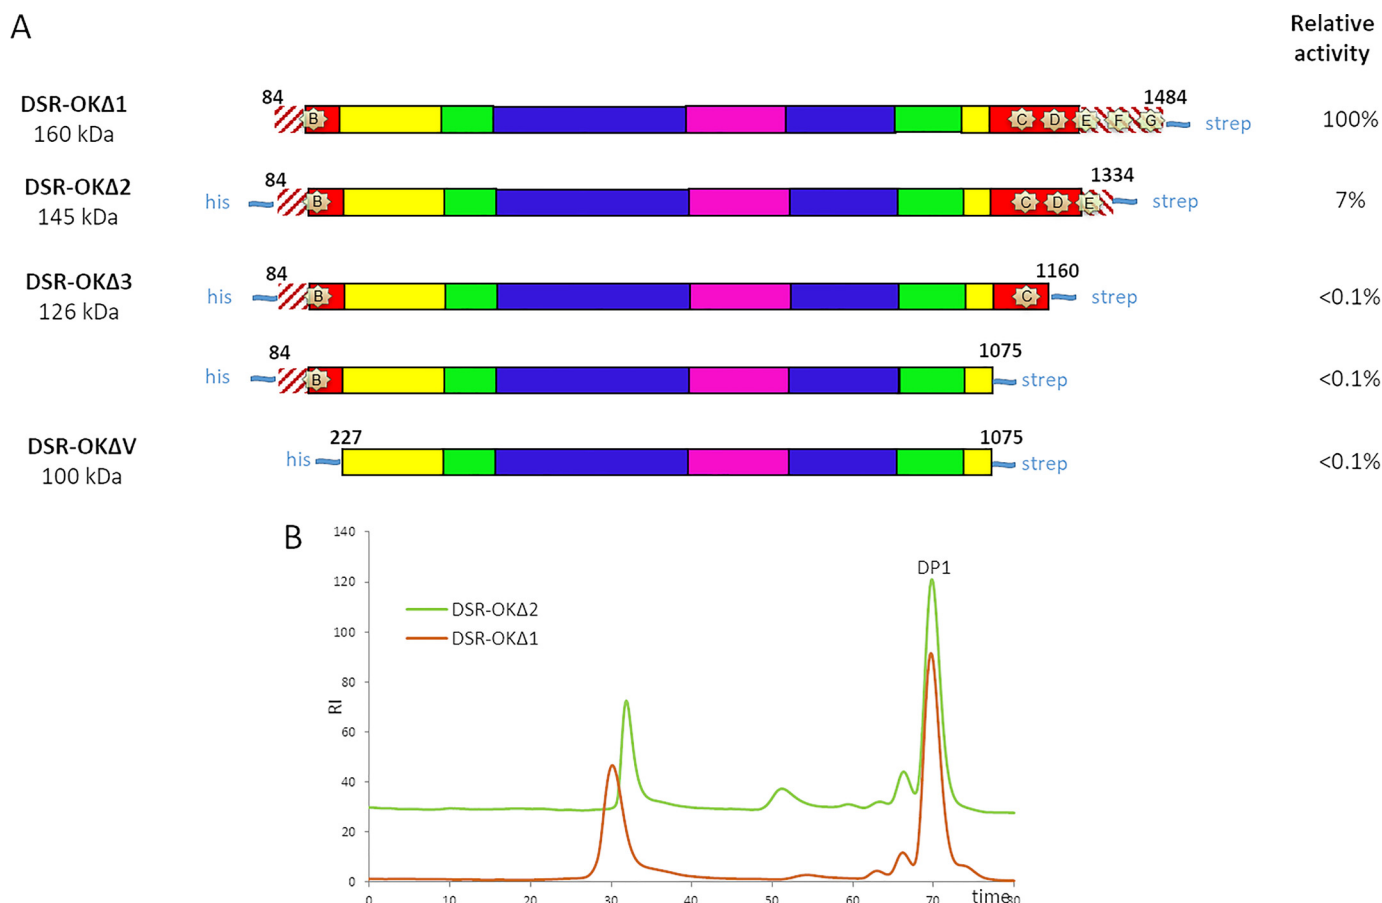 A
Relative
activity
DSR-OKΔ1
160 kDa
84
1484
B
C
D
E
F
G
strep
100%
DSR-OKΔ2
145 kDa
his
84
1334
B
C
D
E
strep
7%
DSR-OKΔ3
126 kDa
his
84
1160
B
C
strep
<0.1%
his
84
1075
B
strep
<0.1%
DSR-OKΔV
100 kDa
his
227
1075
strep
<0.1%
B
140
120
100
80
60
40
20
0
RI
DSR-OKΔ2
DSR-OKΔ1
DP1
0
10
20
30
40
50
60
70
80
time